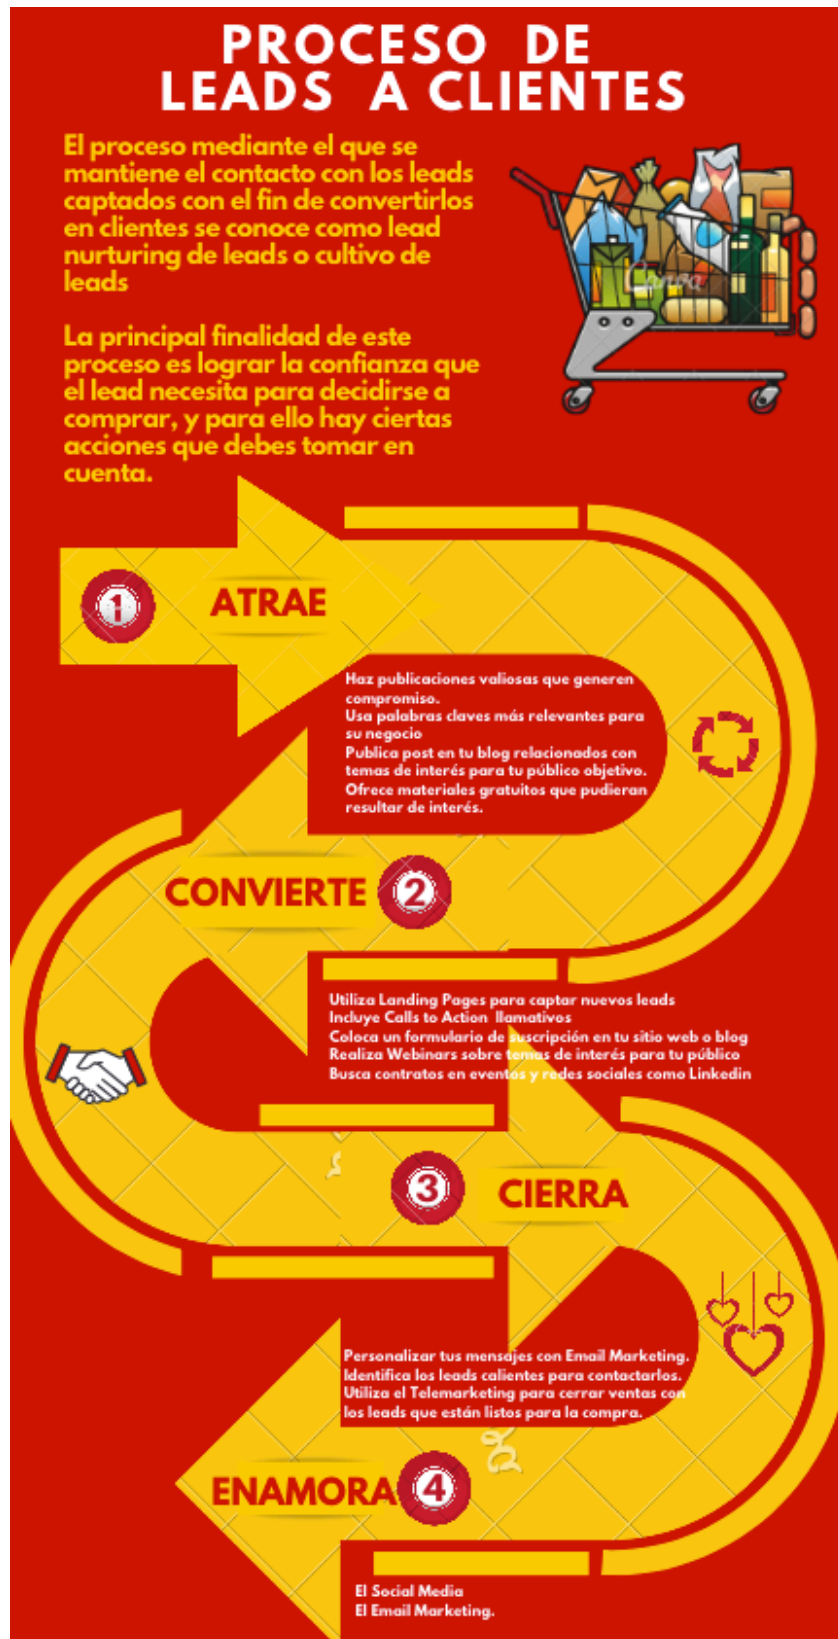 PROCESO DE
LEADS A CLIENTES
El proceso mediante el que se
mantiene el contacto con los leads
captados con el fin de convertirlos
en clientes se conoce como lead
nurturing de leads o cultivo de
leads
La principal finalidad de este
proceso es lograr la confianza que
el lead necesita para decidirse a
comprar, y para ello hay ciertas
acciones que debes tomar en
cuenta.
Canva
1
ATRAE
Haz publicaciones valiosas que generen
compromiso.
Usa palabras claves más relevantes para
su negocio
Publica post en tu blog relacionados con
temas de interés para tu público objetivo.
Ofrece materiales gratuitos que pudieran
resultar de interés.
CONVIERTE 2
Utiliza Landing Pages para captar nuevos leads
Incluye Calls to Action llamativos
Coloca un formulario de suscripción en tu sitio web o blog
Realiza Webinars sobre temas de interés para tu público
Busca contratos en eventos y redes sociales como Linkedin
3 CIERRA
Personalizar tus mensajes con Email Marketing.
Identifica los leads calientes para contactarlos.
Utiliza el Telemarketing para cerrar ventas con
los leads que están listos para la compra.
ENAMORA 4
El Social Media
El Email Marketing.